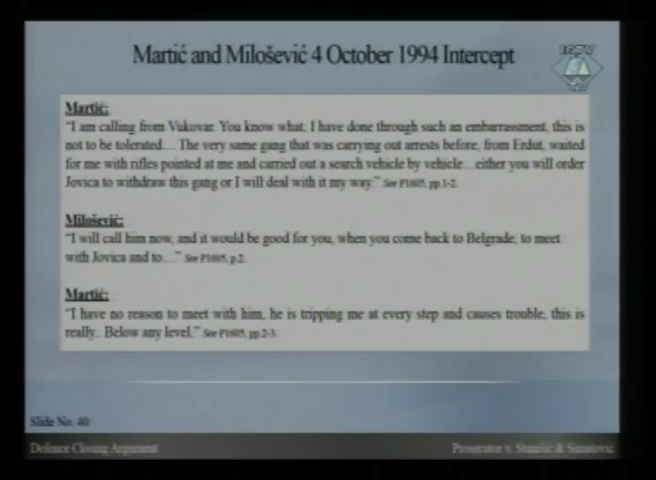 Martić and Milošević 4 October 1994 Intercept
ICTY
Martić:
"I am calling from Vukovar. You know what, I have done through such an embarrassment, this is
not to be tolerated... The very same gang that was carrying out arrests before, from Erdut, waited
for me with rifles pointed at me and carried out a search vehicle by vehicle...either you will order
Jovica to withdraw this gang or I will deal with it my way." See P1605, pp.1-2.
Milošević:
"I will call him now, and it would be good for you, when you come back to Belgrade, to meet
with Jovica and to..." See P1605, p.2.
Martić:
"I have no reason to meet with him, he is tripping me at every step and causes trouble, this is
really.. Below any level." See P1605, pp.2-3.
Slide No. 40
Defence Closing Argument
Prosecutor v. Stanišić & Simatović